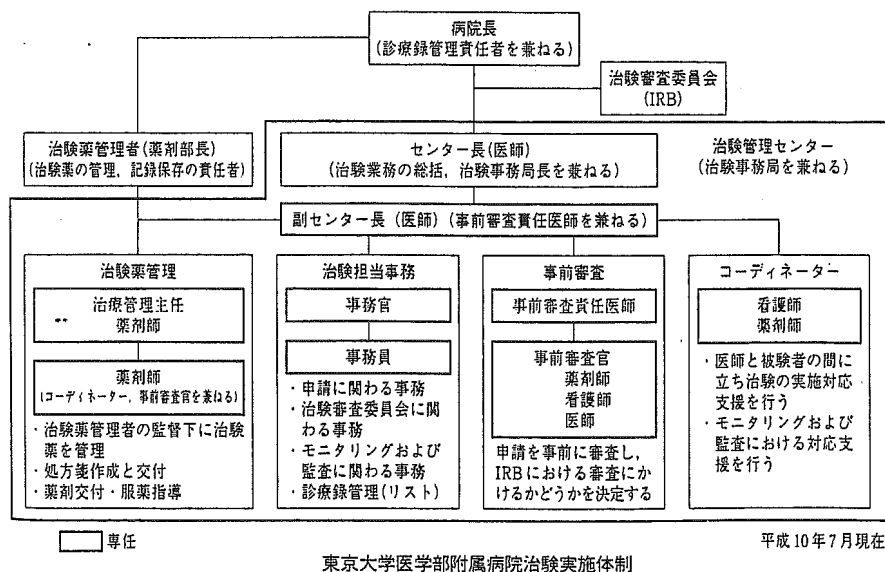 病院長
(診療録管理責任者を兼ねる)
治験審査委員会
(IRB)
治験薬管理者(薬剤部長)
(治験薬の管理，記録保存の責任者)
センター長(医師)
(治験業務の総括，治験事務局長を兼ねる)
治験管理センター
(治験事務局を兼ねる)
副センター長(医師)(事前審査責任医師を兼ねる)
治験薬管理
治療管理主任
薬剤師
薬剤師
(コーディネーター，事前審査官を兼ねる)
・治験薬管理者の監督下に治験
薬を管理
・処方箋作成と交付
・薬剤交付・服薬指導
治験担当事務
事務官
事務員
・申請に関わる事務
・治験審査委員会に関
わる事務
・モニタリングおよび
監査に関わる事務
・診療録管理(リスト)
事前審査
事前審査責任医師
事前審査官
薬剤師
看護師
医師
申請を事前に審査し，
IRBにおける審査にか
けるかどうかを決定する
コーディネーター
看護師
薬剤師
・医師と被験者の間に
立ち治験の実施対応
支援を行う
・モニタリングおよび
監査における対応支
援を行う
専任
平成10年7月現在
東京大学医学部附属病院治験実施体制